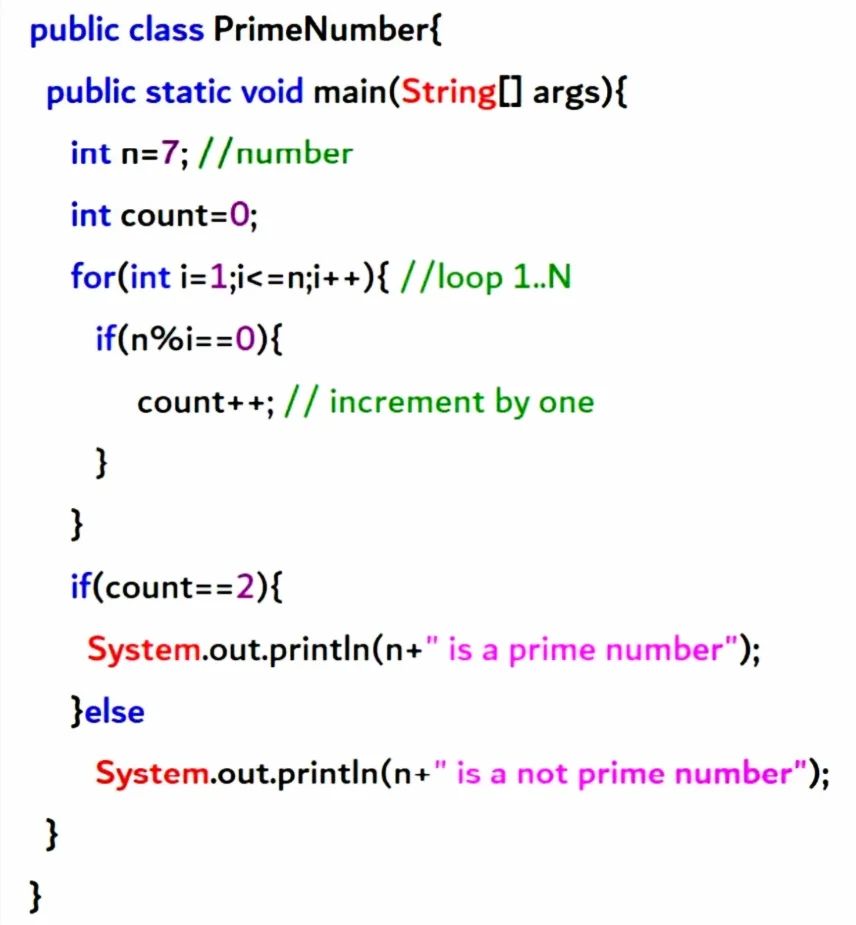 public class PrimeNumber{
public static void main(String[] args){
int n=7; //number
int count=0;
for(int i=1;i<=n;i++){ //loop 1..N
if(n%i==0){
count++; // increment by one
}
}
if(count==2){
System.out.println(n+" is a prime number");
}else
System.out.println(n+" is a not prime number");
}
}